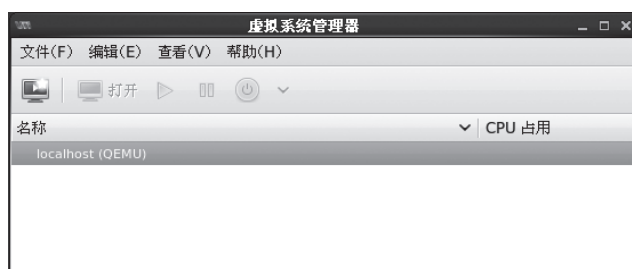 虚拟系统管理器
文件(F) 编辑(E) 查看(V) 帮助(H)
打开
名称 CPU 占用
localhost (QEMU)